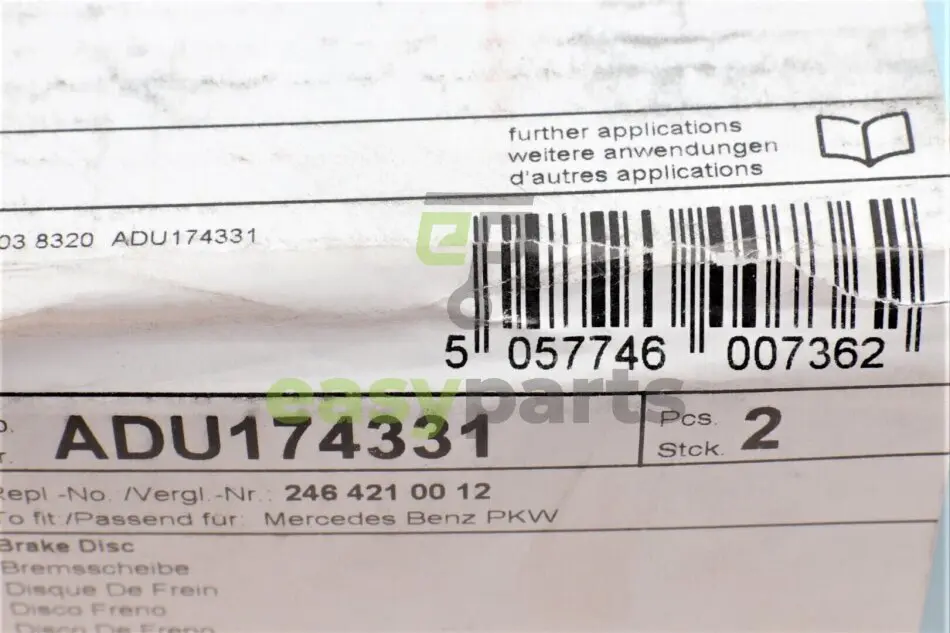 further applications
weitere anwendungen
d'autres applications
03 8320 ADU174331
5 057746 007362
easyparts
ADU174331
Pcs.
Stck. 2
Repl.-No. /Vergl.-Nr.: 246 421 00 12
To fit:/Passend für: Mercedes Benz PKW
Brake Disc
Bremsscheibe
Disque De Frein
Disco Freno
Disco De Freno